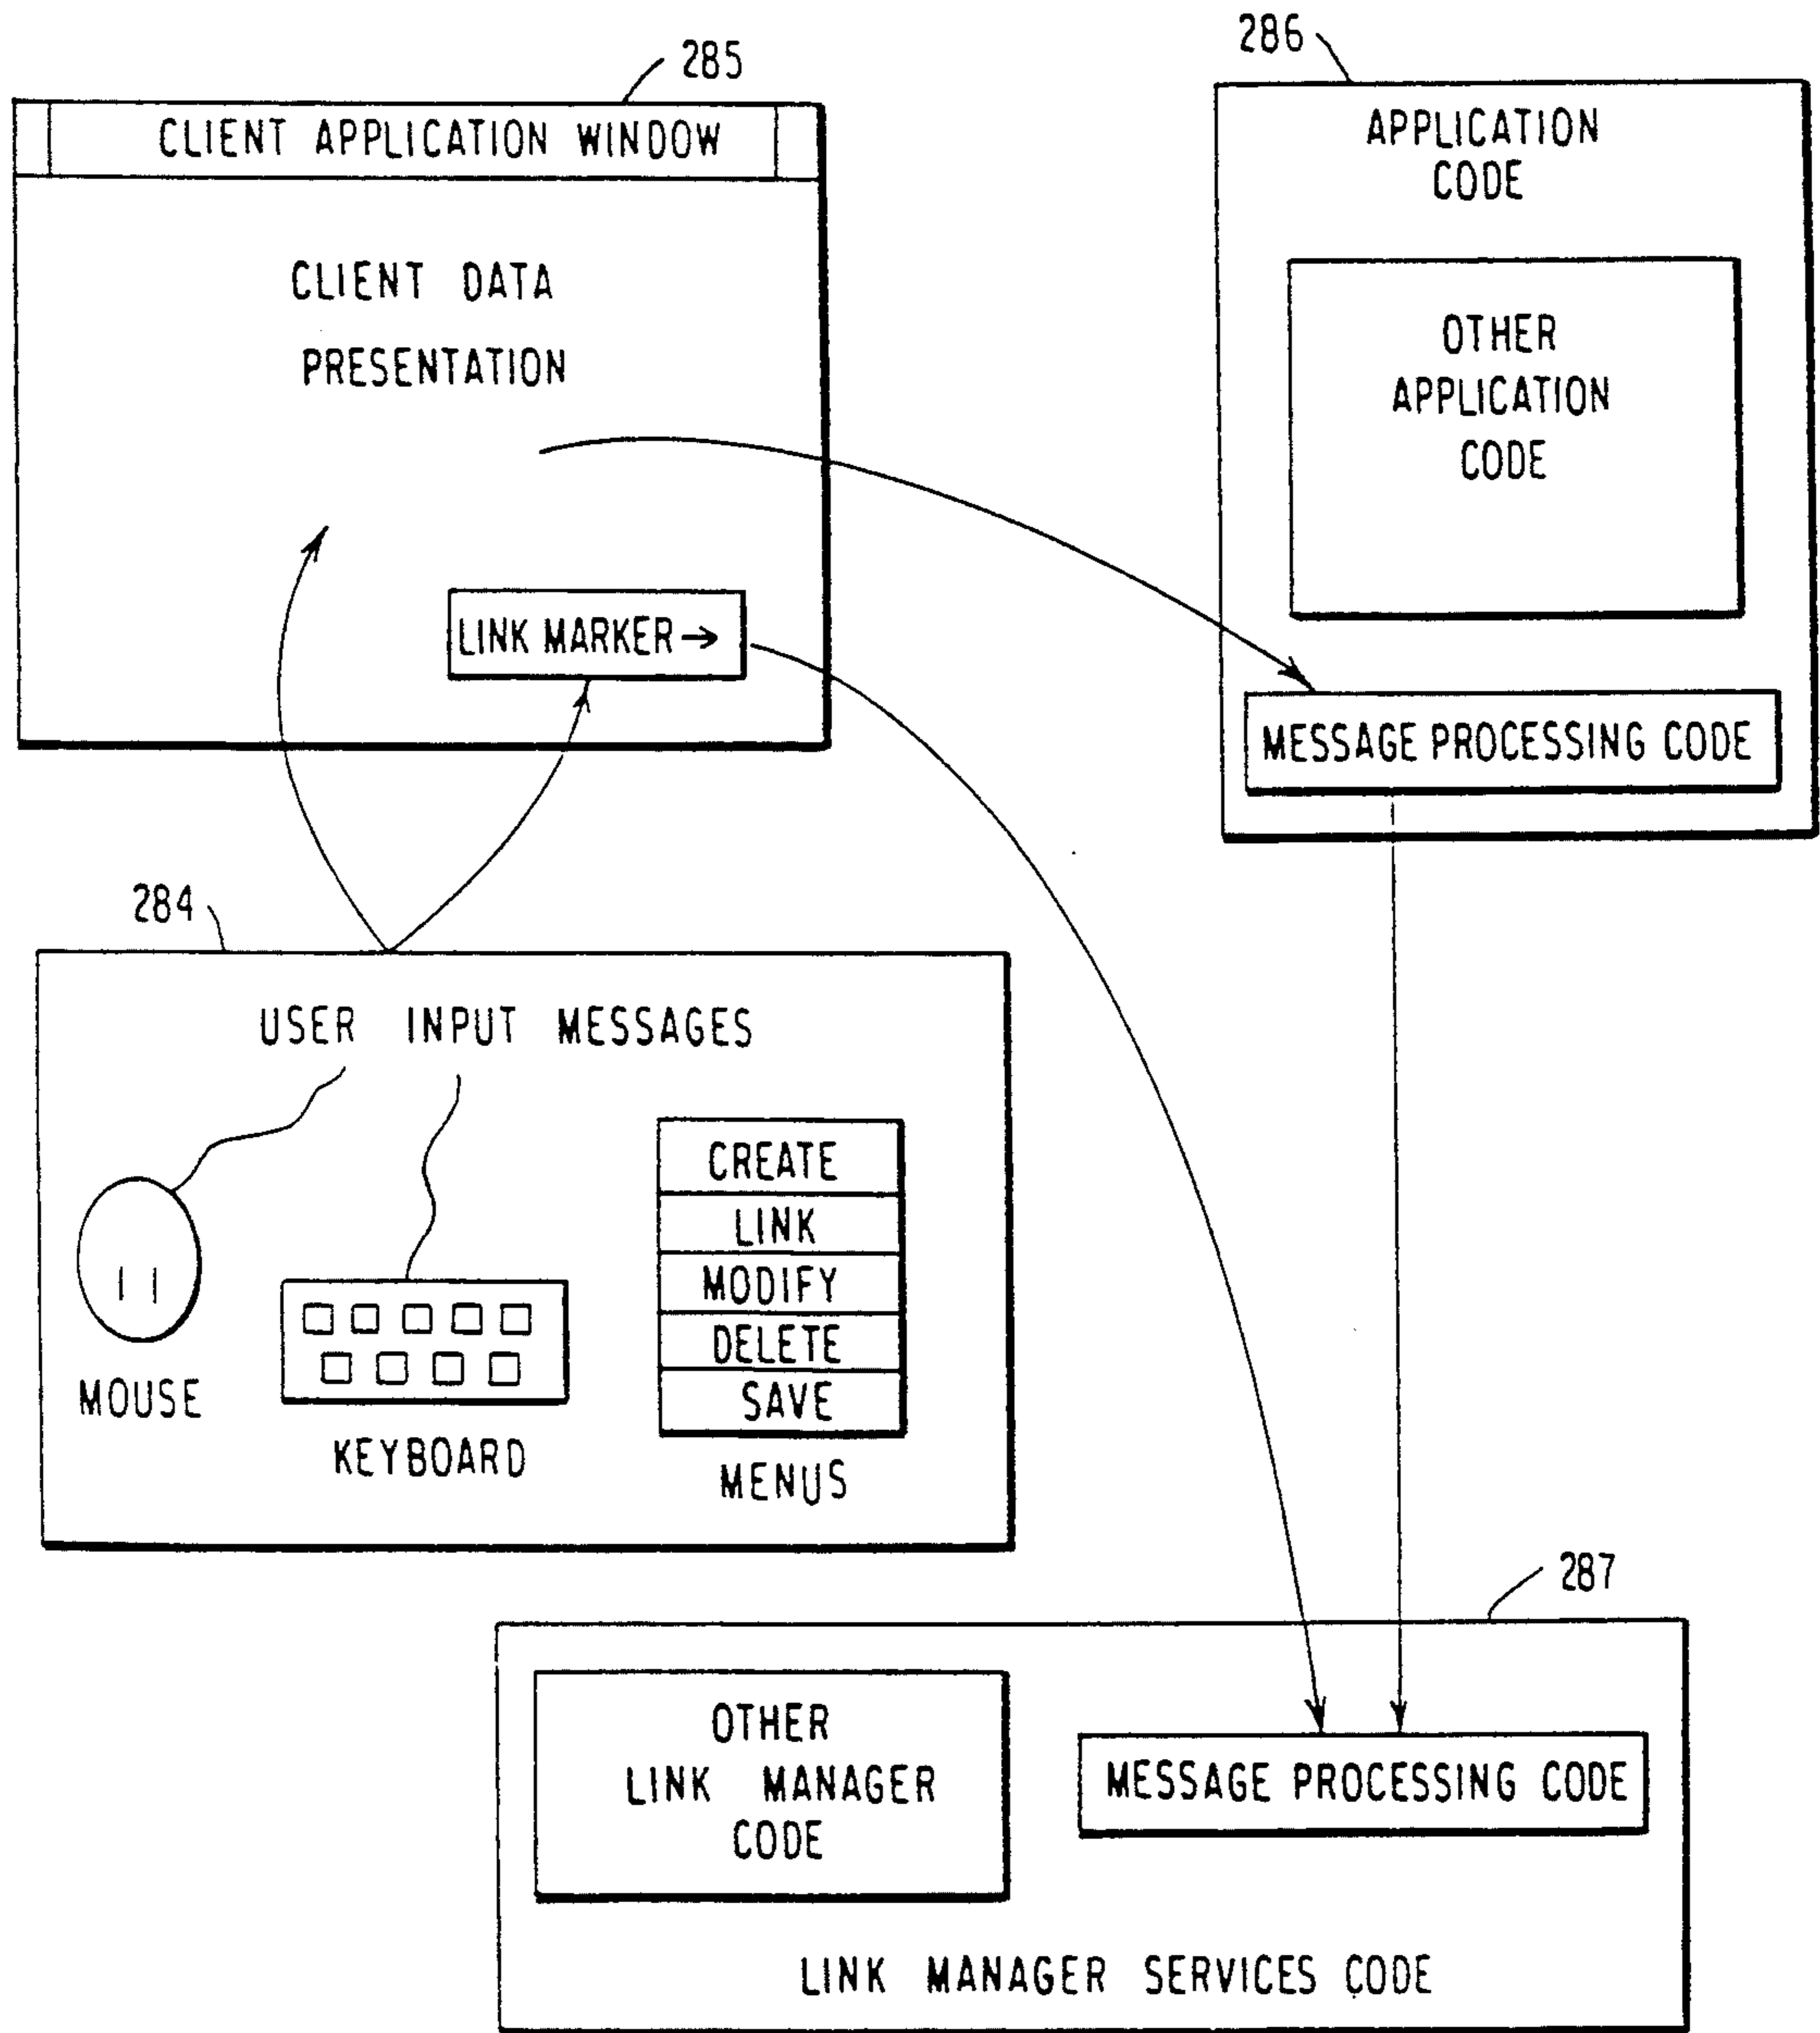 285
CLIENT APPLICATION WINDOW
CLIENT DATA
PRESENTATION
LINK MARKER →
286
APPLICATION
CODE
OTHER
APPLICATION
CODE
MESSAGE PROCESSING CODE
284
USER INPUT MESSAGES
MOUSE
KEYBOARD
CREATE
LINK
MODIFY
DELETE
SAVE
MENUS
287
OTHER
LINK MANAGER
CODE
MESSAGE PROCESSING CODE
LINK MANAGER SERVICES CODE